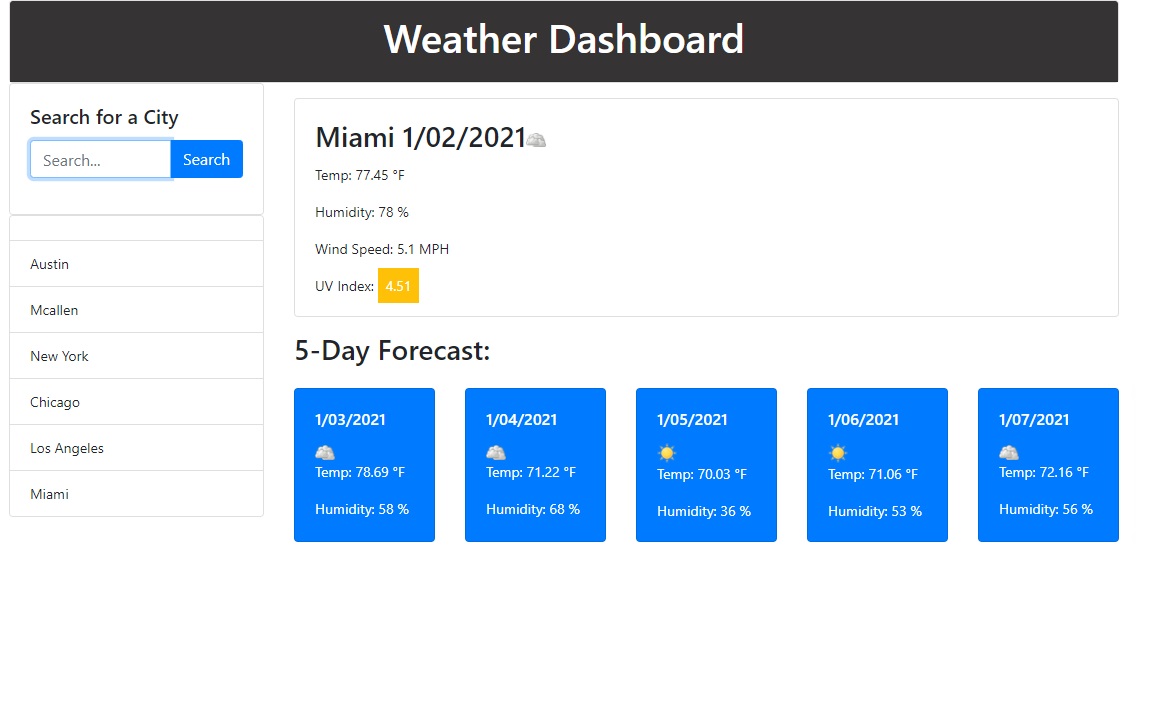 Weather Dashboard
Search for a City
Search...
Search
Austin
Mcallen
New York
Chicago
Los Angeles
Miami
Miami 1/02/2021
Temp: 77.45 °F
Humidity: 78 %
Wind Speed: 5.1 MPH
UV Index: 4.51
5-Day Forecast:
1/03/2021
Temp: 78.69 °F
Humidity: 58 %
1/04/2021
Temp: 71.22 °F
Humidity: 68 %
1/05/2021
Temp: 70.03 °F
Humidity: 36 %
1/06/2021
Temp: 71.06 °F
Humidity: 53 %
1/07/2021
Temp: 72.16 °F
Humidity: 56 %